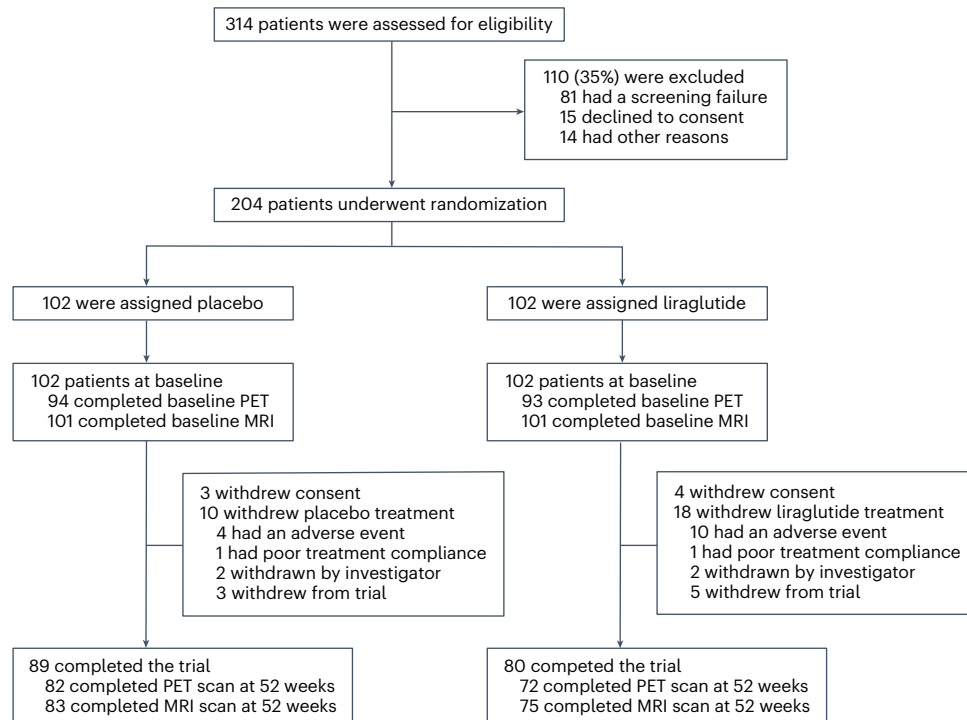 314 patients were assessed for eligibility
110 (35%) were excluded
81 had a screening failure
15 declined to consent
14 had other reasons
204 patients underwent randomization
102 were assigned placebo
102 were assigned liraglutide
102 patients at baseline
94 completed baseline PET
101 completed baseline MRI
102 patients at baseline
93 completed baseline PET
101 completed baseline MRI
3 withdrew consent
10 withdrew placebo treatment
4 had an adverse event
1 had poor treatment compliance
2 withdrawn by investigator
3 withdrew from trial
4 withdrew consent
18 withdrew liraglutide treatment
10 had an adverse event
1 had poor treatment compliance
2 withdrawn by investigator
5 withdrew from trial
89 completed the trial
82 completed PET scan at 52 weeks
83 completed MRI scan at 52 weeks
80 competed the trial
72 completed PET scan at 52 weeks
75 completed MRI scan at 52 weeks